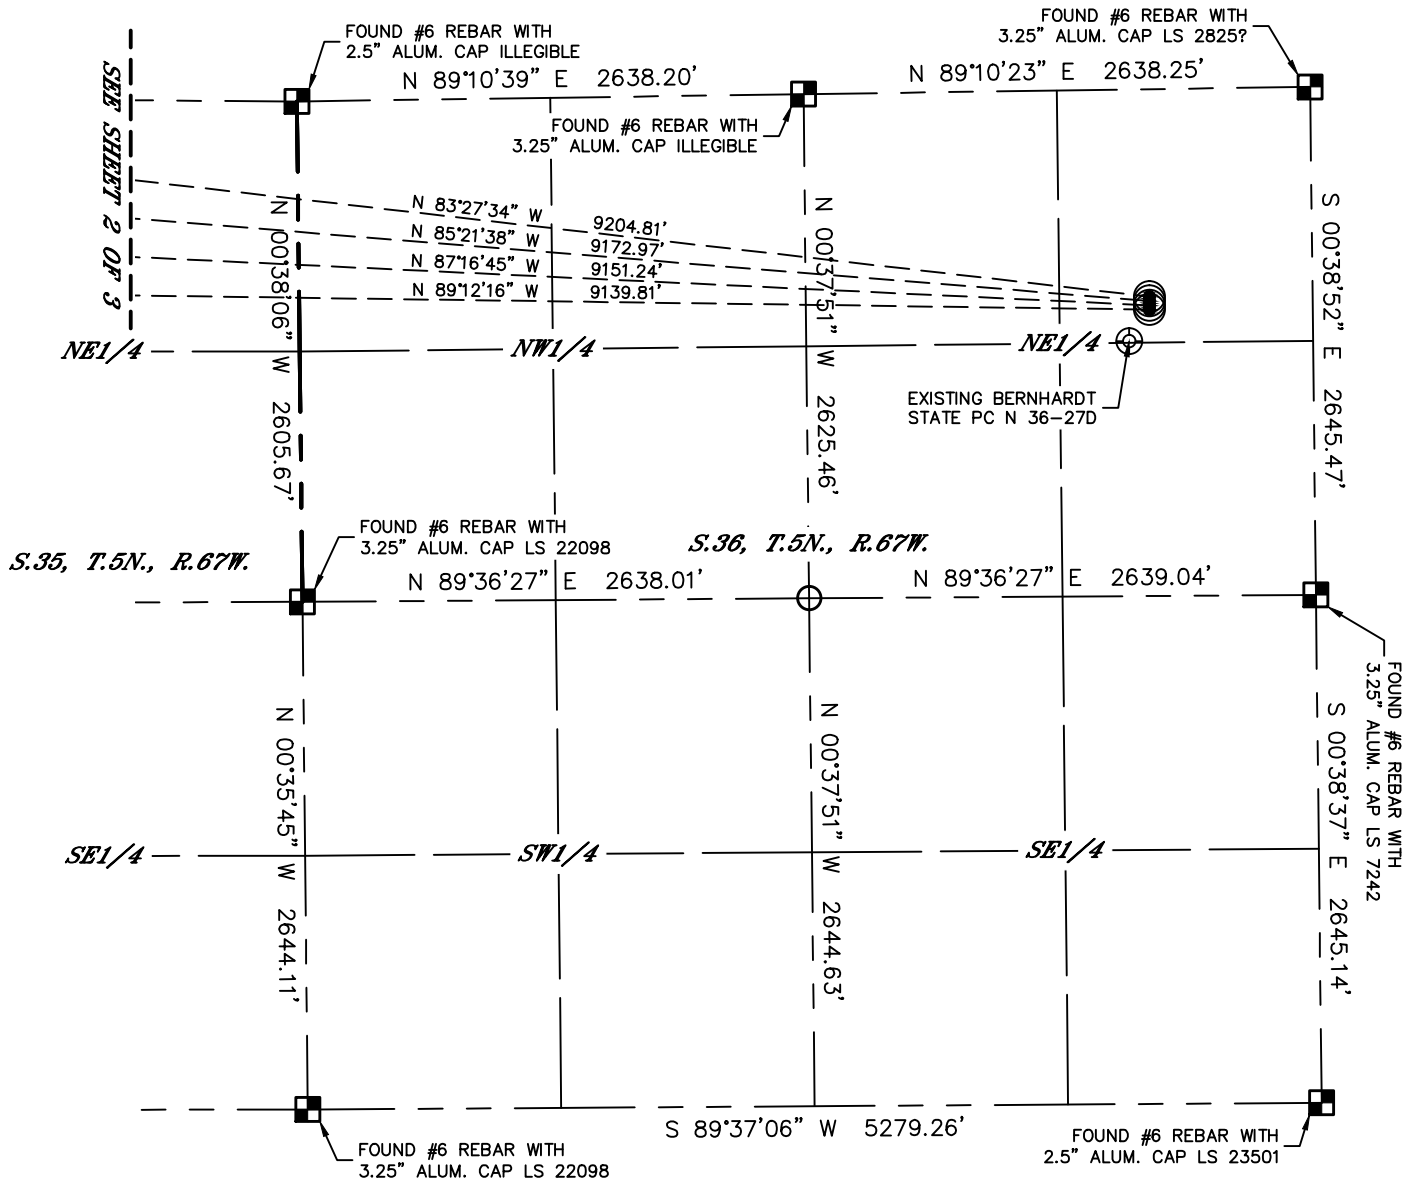 FOUND #6 REBAR WITH
2.5" ALUM. CAP ILLEGIBLE
FOUND #6 REBAR WITH
3.25" ALUM. CAP LS 2825?
N 89°10'39" E 2638.20'
N 89°10'23" E 2638.25'
FOUND #6 REBAR WITH
3.25" ALUM. CAP ILLEGIBLE
SEE SHEET 2 OF 3
N 83°27'34" W 9204.81'
N 85°21'38" W 9172.97'
N 87°16'45" W 9151.24'
N 89°12'16" W 9139.81'
N 00°38'06" W 2605.67'
N 00°37'51" W 2625.46'
S 00°38'52" E 2645.47'
NE1/4
NW1/4
NE1/4
EXISTING BERNHARDT
STATE PC N 36-27D
FOUND #6 REBAR WITH
3.25" ALUM. CAP LS 22098
S.35, T.5N., R.67W.
S.36, T.5N., R.67W.
N 89°36'27" E 2638.01'
N 89°36'27" E 2639.04'
FOUND #6 REBAR WITH
3.25" ALUM. CAP LS 7242
N 00°35'45" W 2644.11'
N 00°37'51" W 2644.63'
S 00°38'37" E 2645.14'
SE1/4
SW1/4
SE1/4
S 89°37'06" W 5279.26'
FOUND #6 REBAR WITH
3.25" ALUM. CAP LS 22098
FOUND #6 REBAR WITH
2.5" ALUM. CAP LS 23501